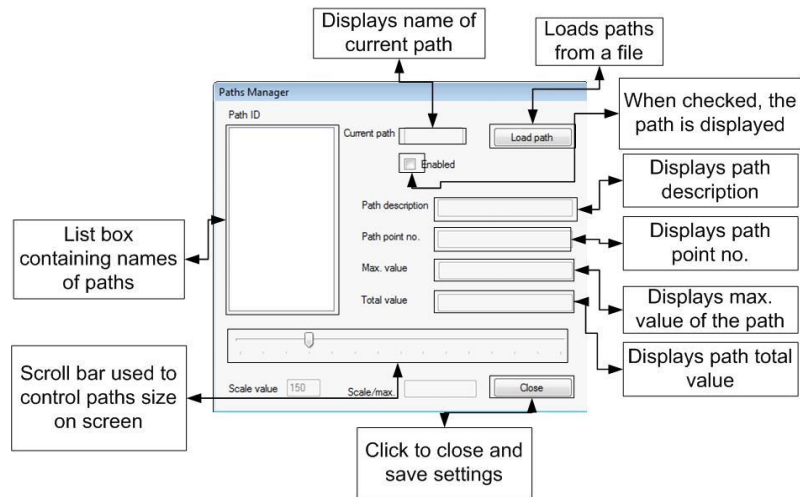 Displays name of
current path
Loads paths
from a file
When checked, the
path is displayed
Displays path
description
Displays path
point no.
Displays max.
value of the path
Displays path total
value
List box
containing names
of paths
Scroll bar used to
control paths size
on screen
Click to close and
save settings
Paths Manager
Path ID
Current path
Load path
Enabled
Path description
Path point no.
Max. value
Total value
Scale value 150
Scale/max.
Close